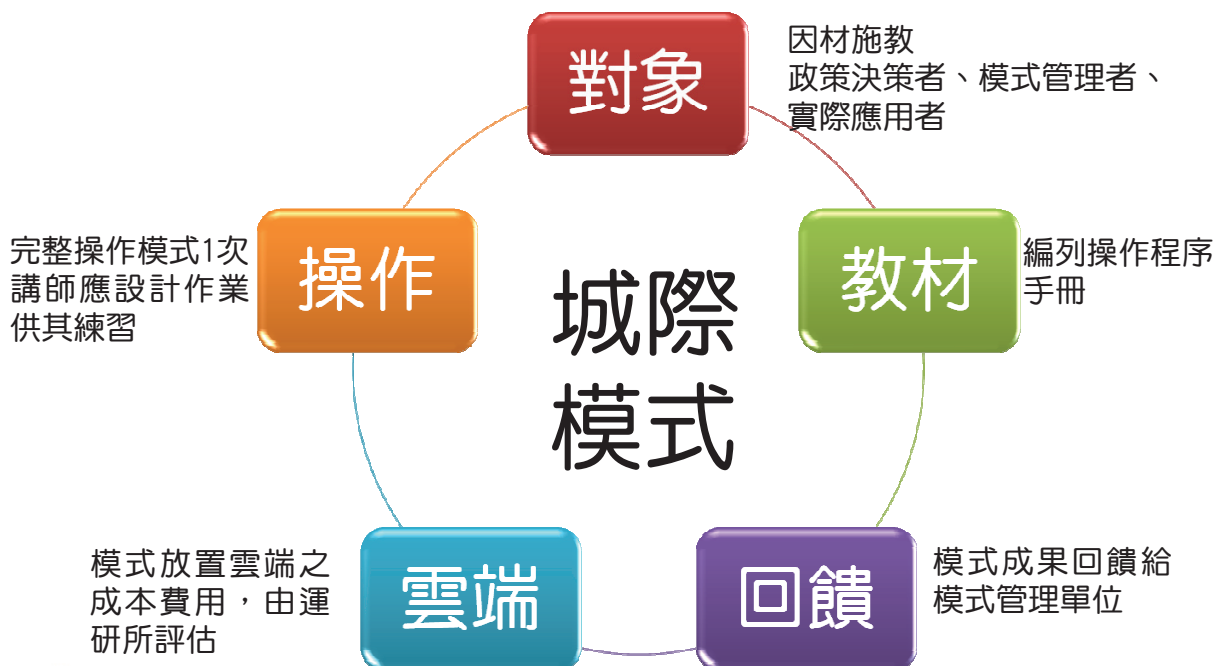 對象
因材施教
政策決策者、模式管理者、
實際應用者
操作
完整操作模式1次
講師應設計作業
供其練習
城際
模式
教材
編列操作程序
手冊
雲端
模式放置雲端之
成本費用，由運
研所評估
回饋
模式成果回饋給
模式管理單位